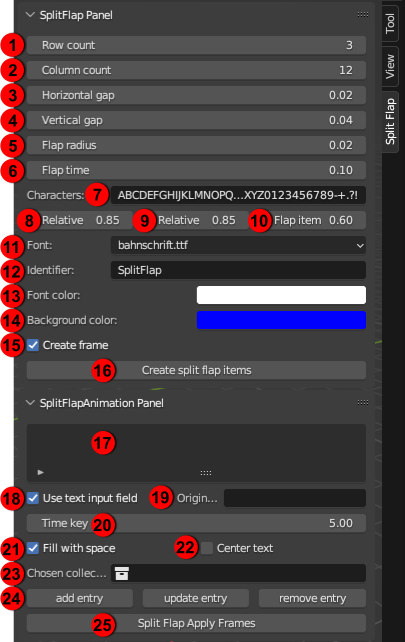 SplitFlap Panel
1 Row count 3
2 Column count 12
3 Horizontal gap 0.02
4 Vertical gap 0.04
5 Flap radius 0.02
6 Flap time 0.10
Characters: 7 ABCDEFGHIJKLMNOPQ...XYZ0123456789-+.?!
8 Relative 0.85 9 Relative 0.85 10 Flap item 0.60
11 Font: bahnschrift.ttf
12 Identifier: SplitFlap
13 Font color:
14 Background color:
15 Create frame
16 Create split flap items
SplitFlapAnimation Panel
17
18 Use text input field 19 Origin...
Time key 20 5.00
21 Fill with space 22 Center text
23 Chosen collec...
24 add entry update entry remove entry
25 Split Flap Apply Frames
Tool
View
Split Flap